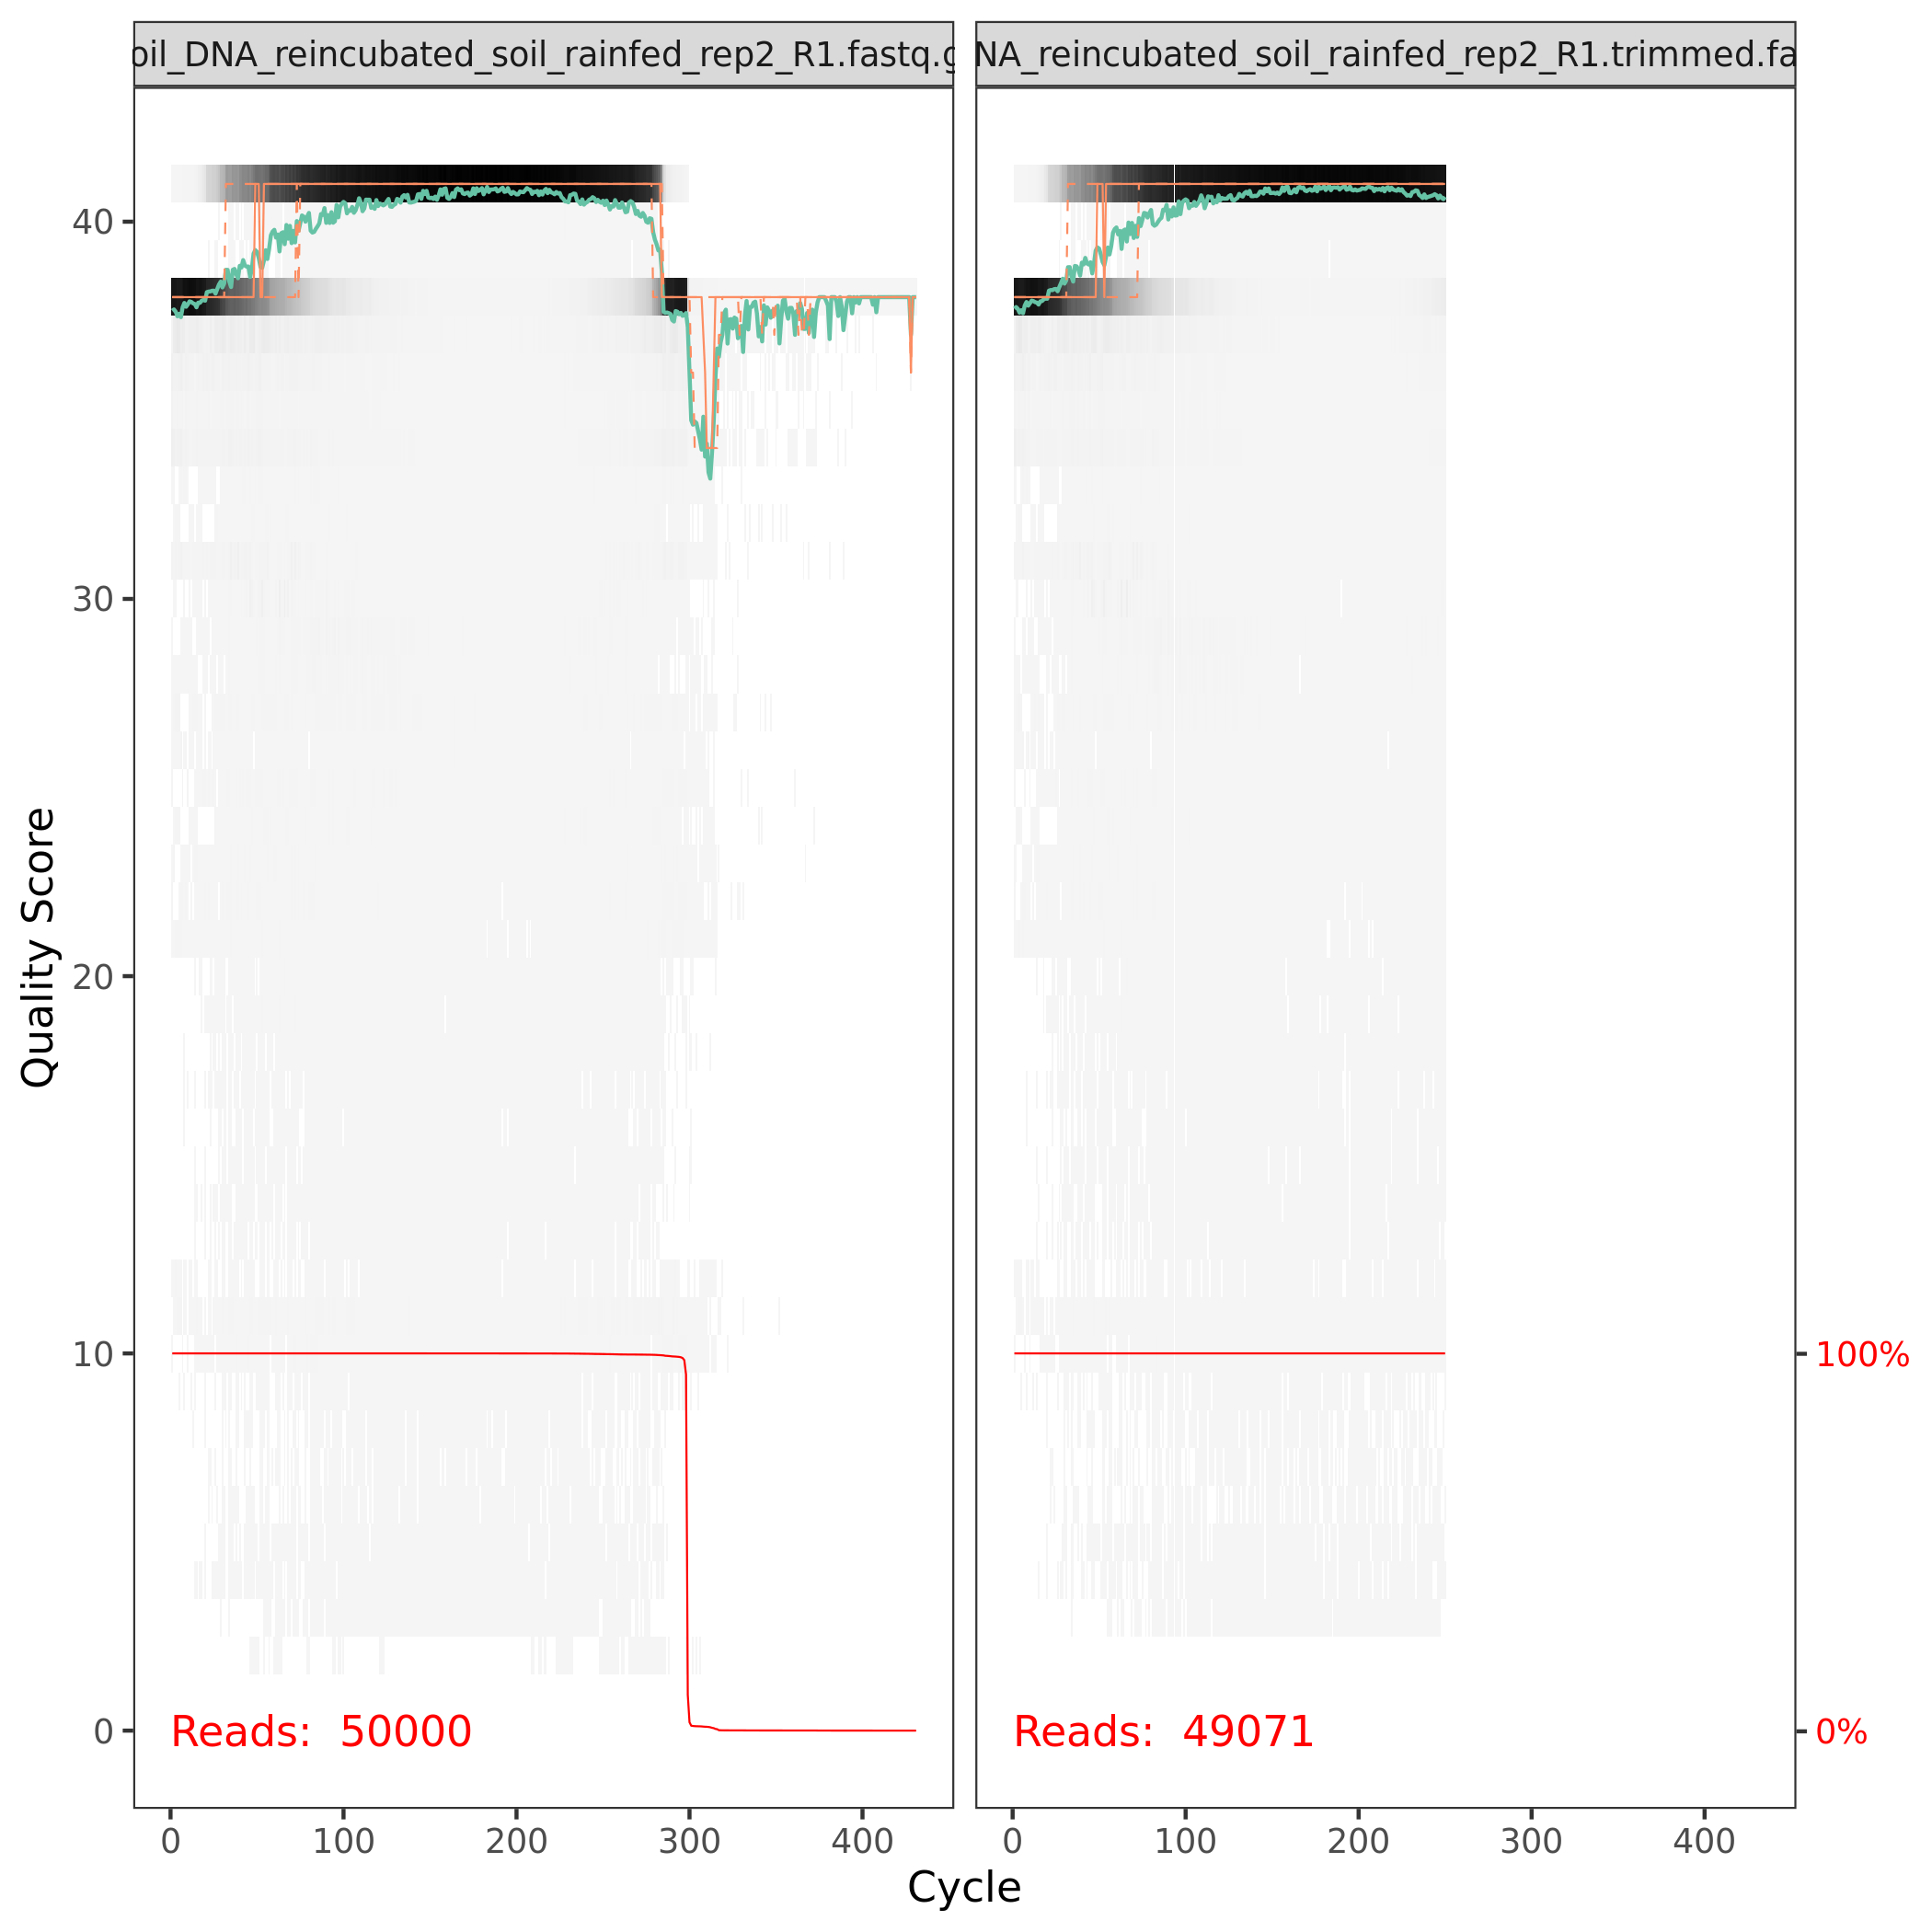 oil_DNA_reincubated_soil_rainfed_rep2_R1.fastq.g
NA_reincubated_soil_rainfed_rep2_R1.trimmed.fa
Quality Score
40
30
20
10
0
Reads: 50000
Reads: 49071
100%
0%
0 100 200 300 400
0 100 200 300 400
Cycle